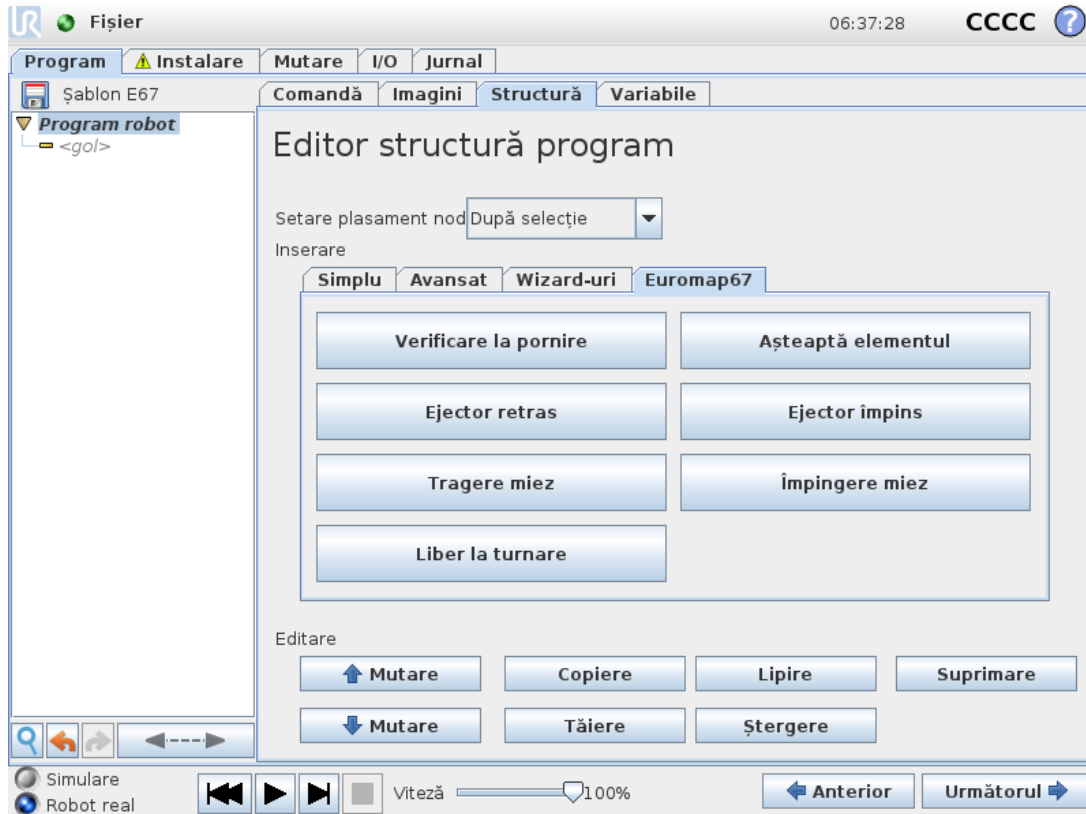 UR Fișier 06:37:28 CCCC ?
Program Instalare Mutare I/O Jurnal
Șablon E67
Comandă Imagini Structură Variabile
Program robot
<gol>
Editor structură program
Setare plasament nod După selecție
Inserare
Simplu Avansat Wizard-uri Euromap67
Verificare la pornire Așteaptă elementul
Ejector retras Ejector împins
Tragere miez Împingere miez
Liber la turnare
Editare
Mutare Copiere Lipire Suprimare
Mutare Tăiere Ștergere
Simulare
Robot real
Viteză 100% Anterior Următorul